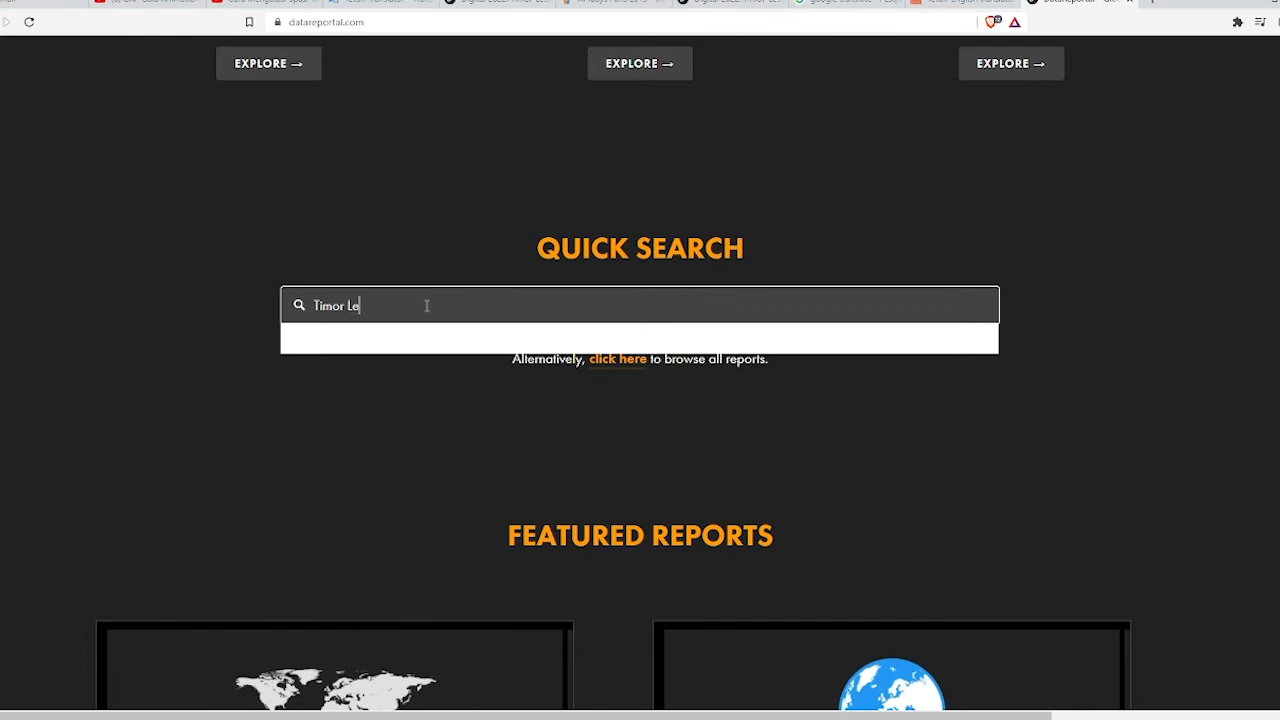 datareportal.com
EXPLORE → EXPLORE → EXPLORE →
QUICK SEARCH
Timor Le
Alternatively, click here to browse all reports.
FEATURED REPORTS